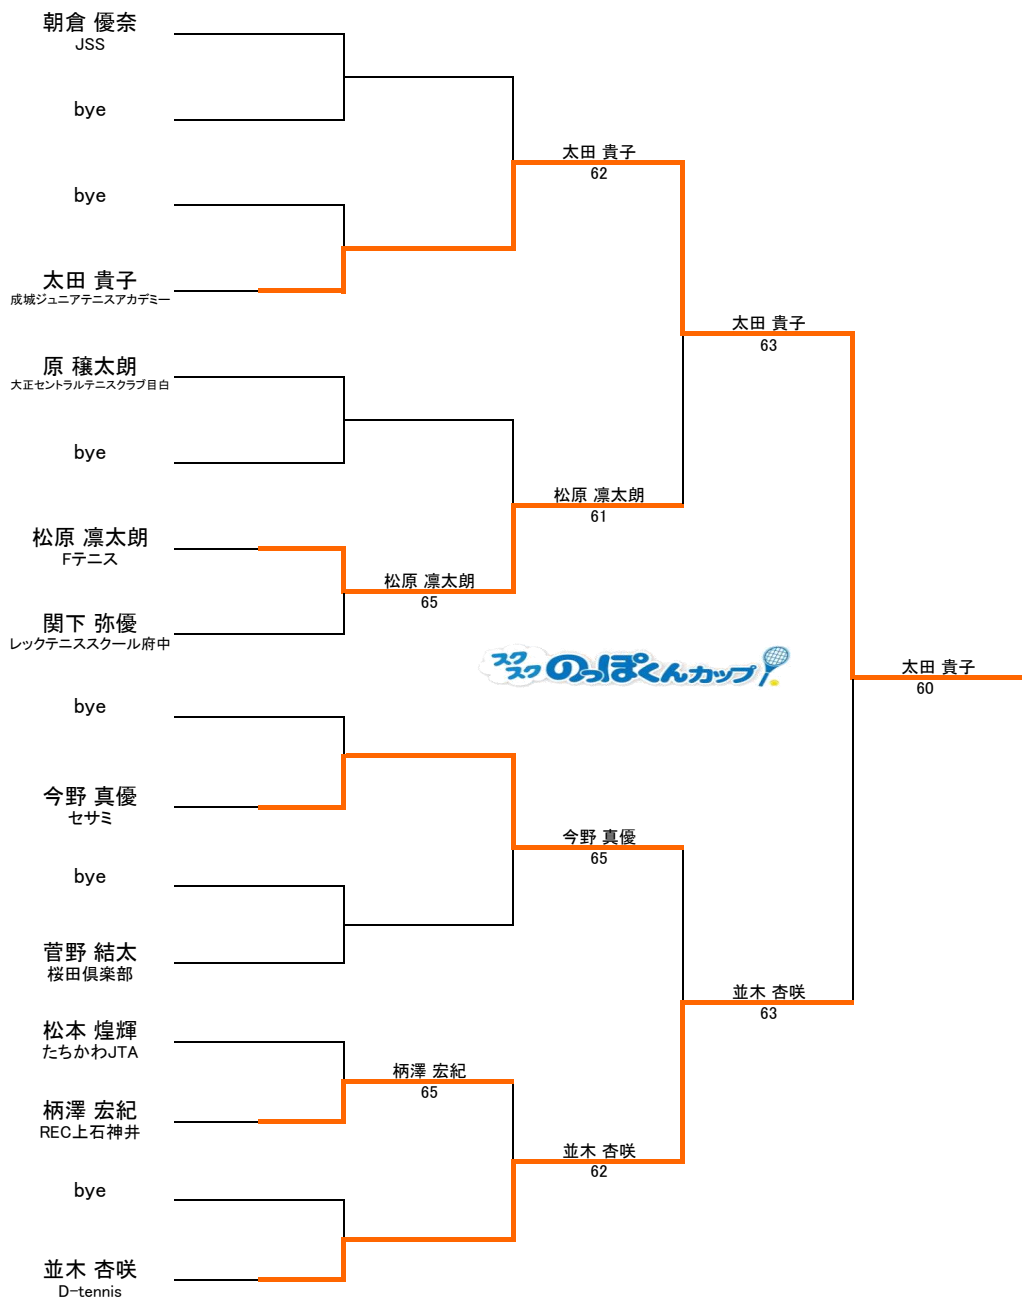 朝倉 優奈
JSS
bye
bye
太田 貴子
成城ジュニアテニスアカデミー
原 穣太朗
大正セントラルテニスクラブ目白
bye
松原 凛太朗
Fテニス
関下 弥優
レックテニススクール府中
bye
今野 真優
セサミ
bye
菅野 結太
桜田倶楽部
松本 煌輝
たちかわJTA
柄澤 宏紀
REC上石神井
bye
並木 杏咲
D-tennis
松原 凛太朗
65
柄澤 宏紀
65
太田 貴子
62
松原 凛太朗
61
スクスクのっぽくんカップ
今野 真優
65
並木 杏咲
62
太田 貴子
63
並木 杏咲
63
太田 貴子
60